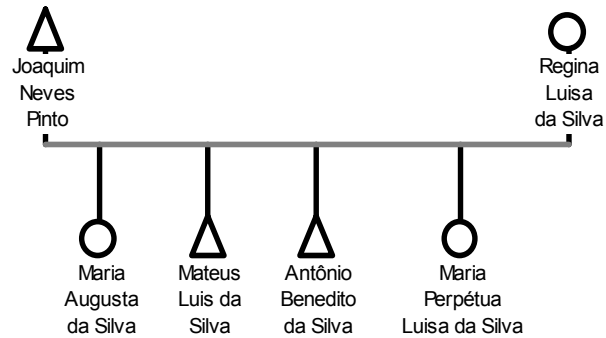 Joaquim
Neves
Pinto
Regina
Luisa
da Silva
Maria
Augusta
da Silva
Mateus
Luis da
Silva
Antônio
Benedito
da Silva
Maria
Perpétua
Luisa da Silva